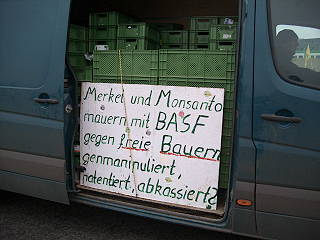 Merkel und Monsanto
mauern mit BASF
gegen freie Bauern
genmanipuliert,
patentiert, abkassiert?